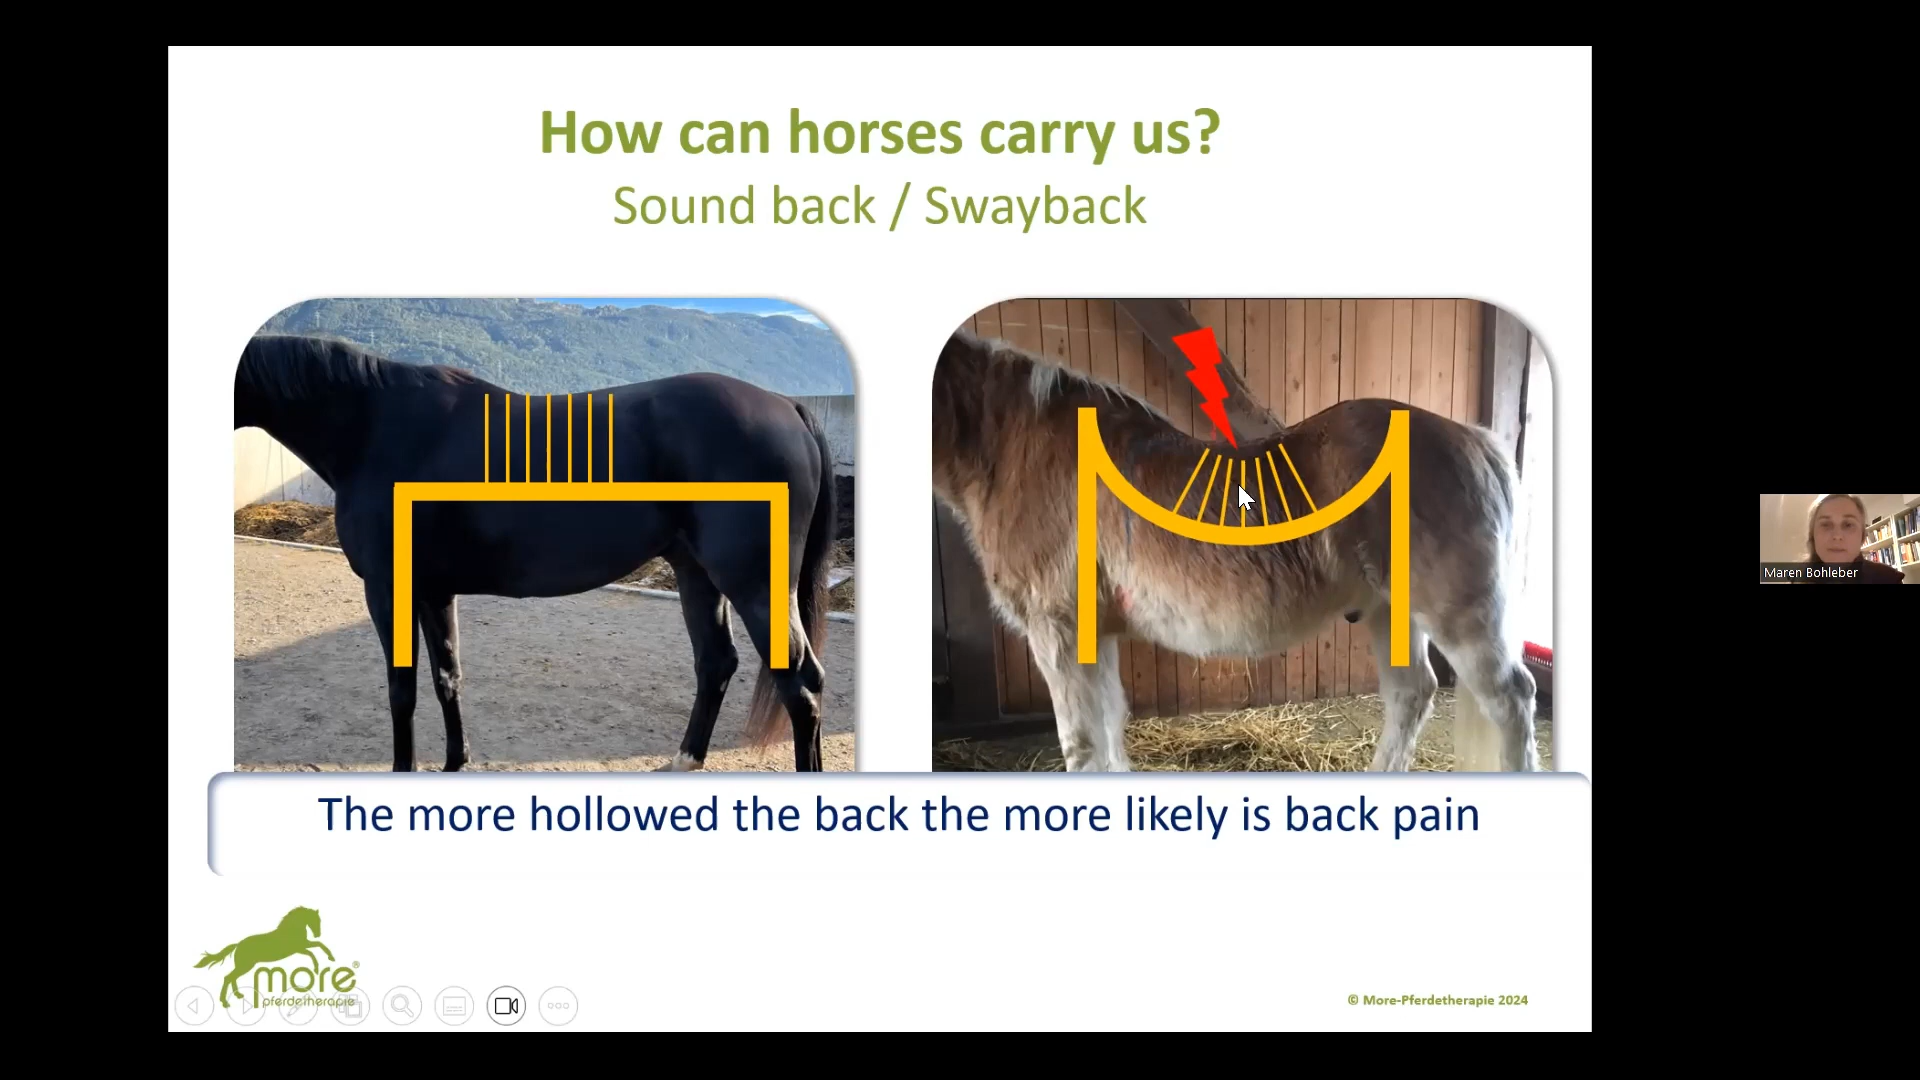 How can horses carry us?
Sound back / Swayback
The more hollowed the back the more likely is back pain
more®
pferdetherapie
© More-Pferdetherapie 2024
Maren Bohleber